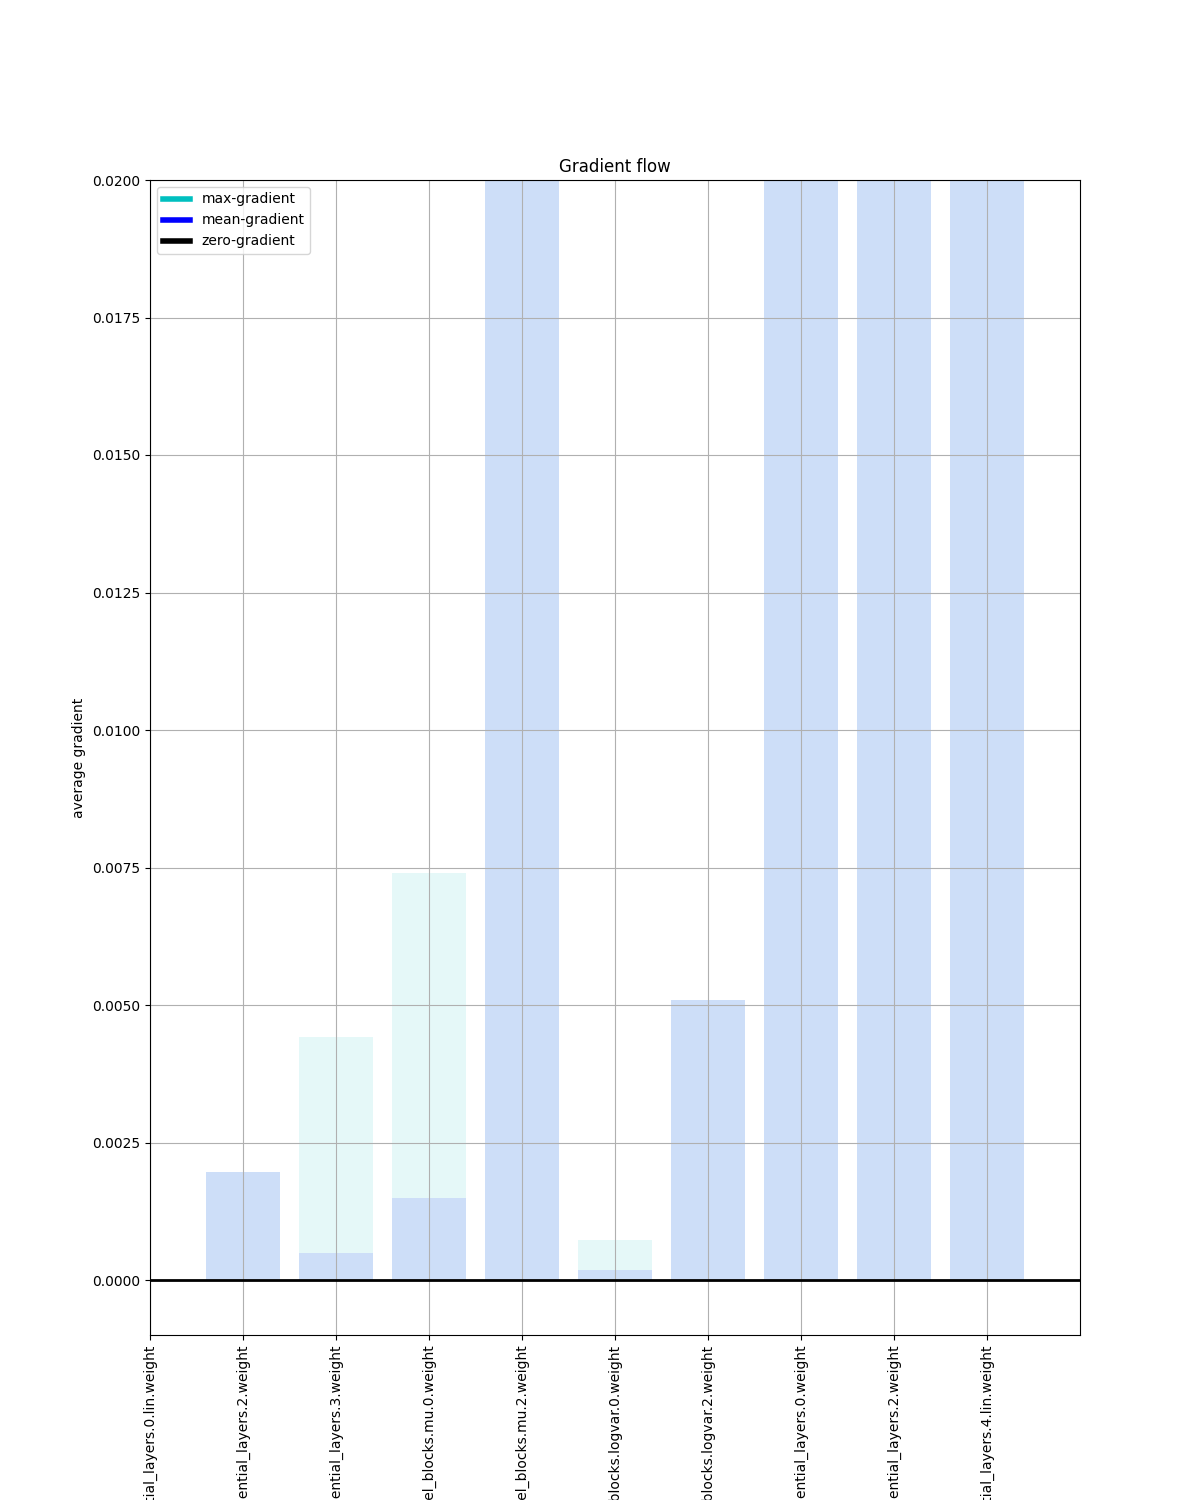 Gradient flow
max-gradient
mean-gradient
zero-gradient
0.0200
0.0175
0.0150
0.0125
0.0100
0.0075
0.0050
0.0025
0.0000
average gradient
tial_layers.0.lin.weight
ential_layers.2.weight
ential_layers.3.weight
el_blocks.mu.0.weight
el_blocks.mu.2.weight
blocks.logvar.0.weight
blocks.logvar.2.weight
ential_layers.0.weight
ential_layers.2.weight
tial_layers.4.lin.weight